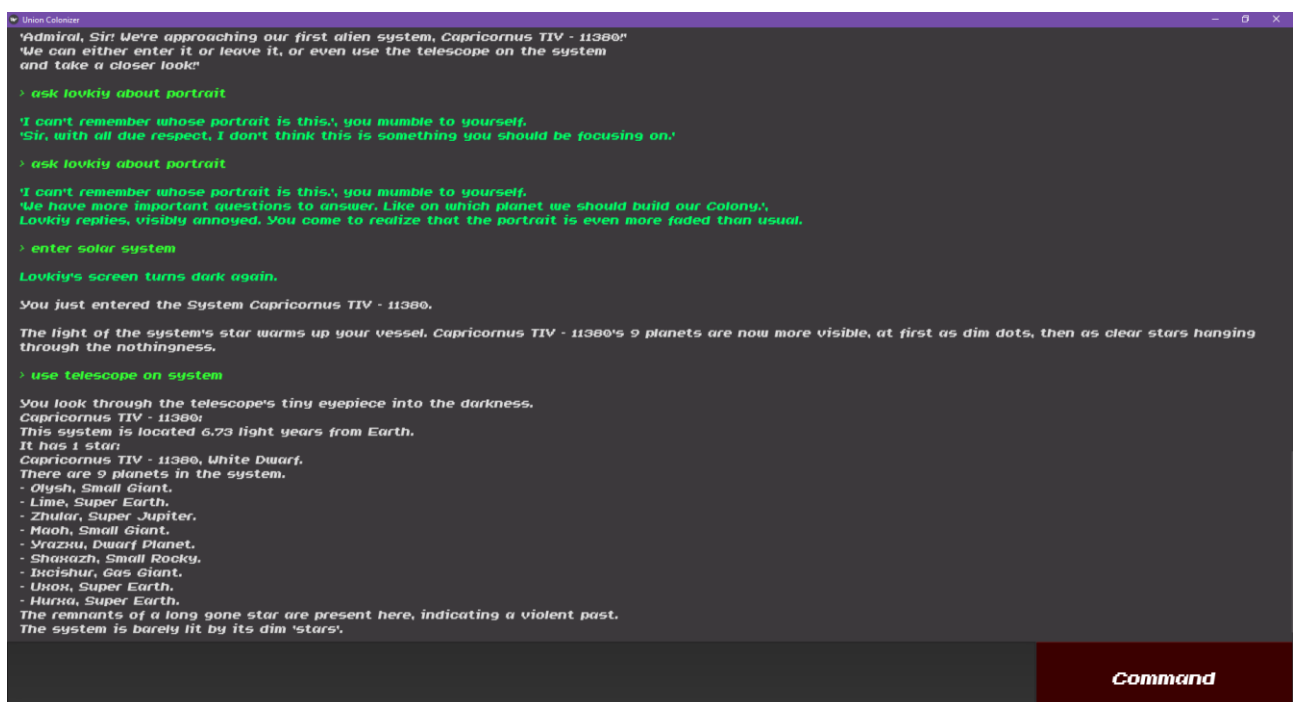 Union Colonizer
'Admiral, Sir! We're approaching our first alien system, Capricornus TIV - 11380!'
'We can either enter it or leave it, or even use the telescope on the system
and take a closer look!'
> ask lovkiy about portrait
'I can't remember whose portrait is this.', you mumble to yourself.
'Sir, with all due respect, I don't think this is something you should be focusing on.'
> ask lovkiy about portrait
'I can't remember whose portrait is this.', you mumble to yourself.
'We have more important questions to answer. Like on which planet we should build our Colony.',
Lovkiy replies, visibly annoyed. You come to realize that the portrait is even more faded than usual.
> enter solar system
Lovkiy's screen turns dark again.
You just entered the System Capricornus TIV - 11380.
The light of the system's star warms up your vessel. Capricornus TIV - 11380's 9 planets are now more visible, at first as dim dots, then as clear stars hanging
through the nothingness.
> use telescope on system
You look through the telescope's tiny eyepiece into the darkness.
Capricornus TIV - 11380:
This system is located 6.73 light years from Earth.
It has 1 star:
Capricornus TIV - 11380, White Dwarf.
There are 9 planets in the system.
- Olysh, Small Giant.
- Lime, Super Earth.
- Zhular, Super Jupiter.
- Maoh, Small Giant.
- Yrazxu, Dwarf Planet.
- Shaxazh, Small Rocky.
- Ixcishur, Gas Giant.
- Uxox, Super Earth.
- Hurxa, Super Earth.
The remnants of a long gone star are present here, indicating a violent past.
The system is barely lit by its dim 'stars'.
Command